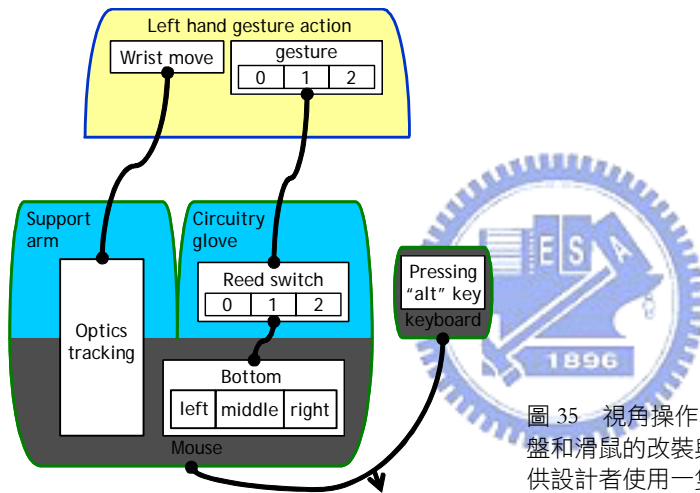 Left hand gesture action
Wrist move
gesture
0 1 2
Support
arm
Circuitry
glove
Reed switch
0 1 2
Optics
tracking
Bottom
left middle right
Mouse
Pressing
“alt” key
keyboard
E S A
1896
圖 35 視角操作
盤和滑鼠的改裝
供設計者使用一